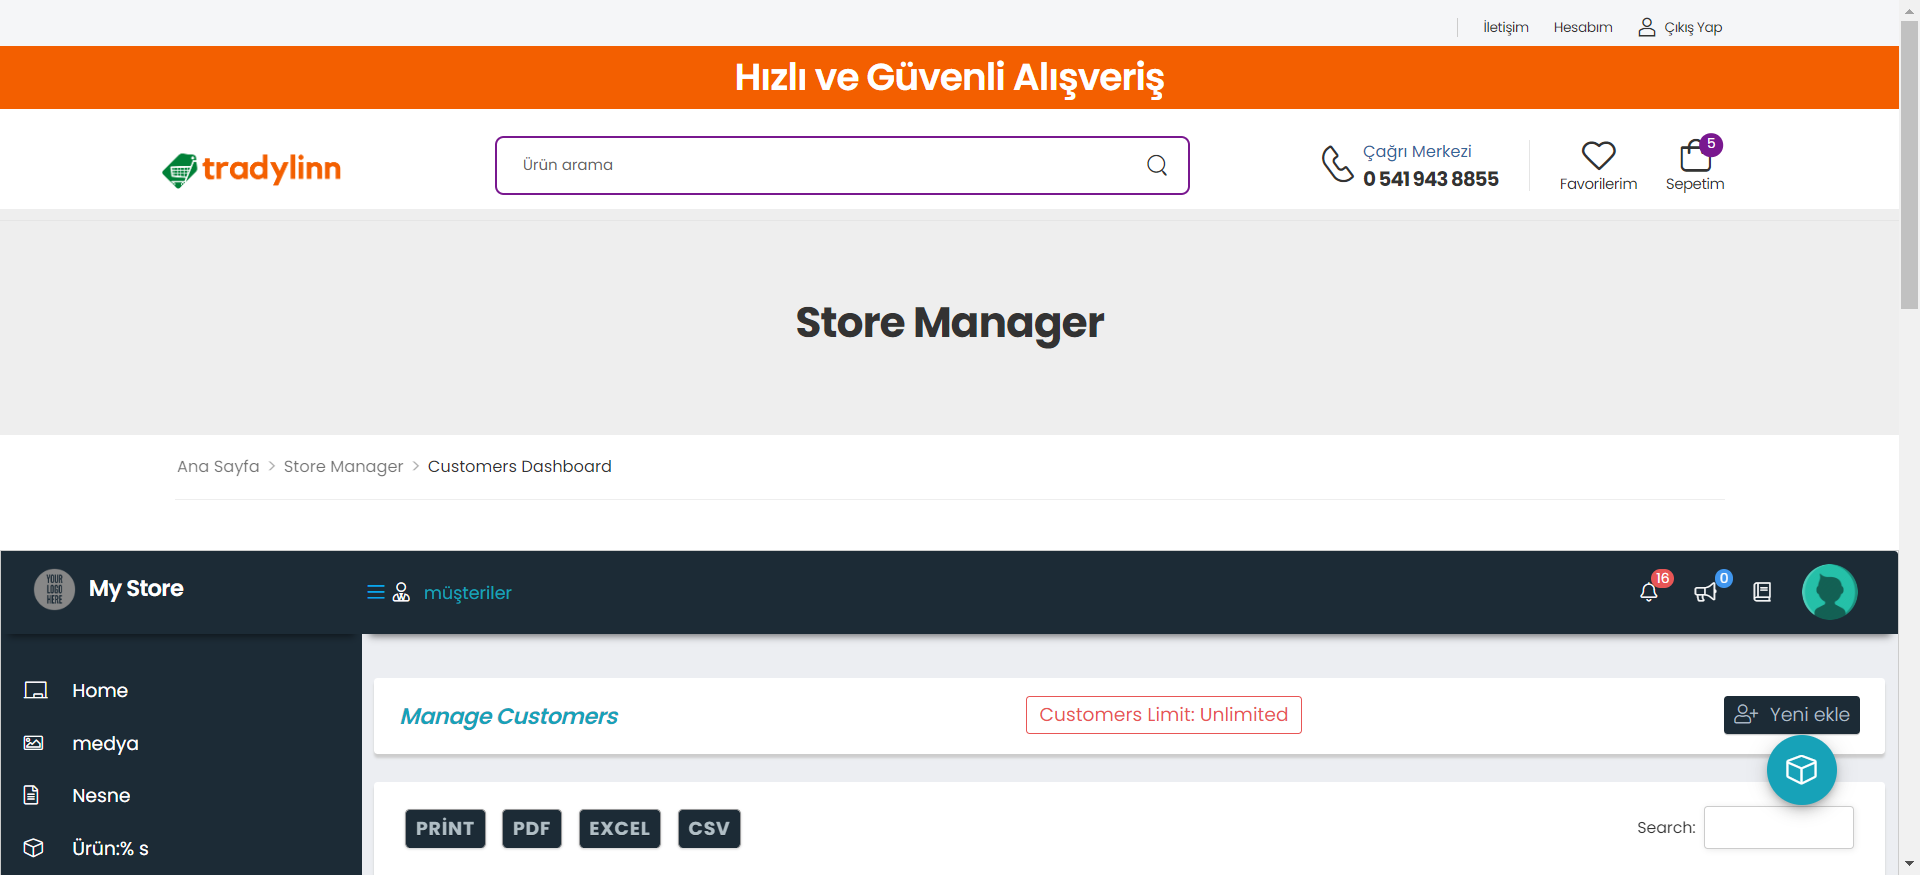 İletişim Hesabım Çıkış Yap
Hızlı ve Güvenli Alışveriş
tradylinn
Ürün arama
Çağrı Merkezi
0 541 943 8855
Favorilerim
5
Sepetim
Store Manager
Ana Sayfa > Store Manager > Customers Dashboard
YOUR
LOGO
HERE
My Store
müşteriler
16
0
Home
medya
Nesne
Ürün:% s
Manage Customers
Customers Limit: Unlimited
Yeni ekle
PRİNT PDF EXCEL CSV
Search: